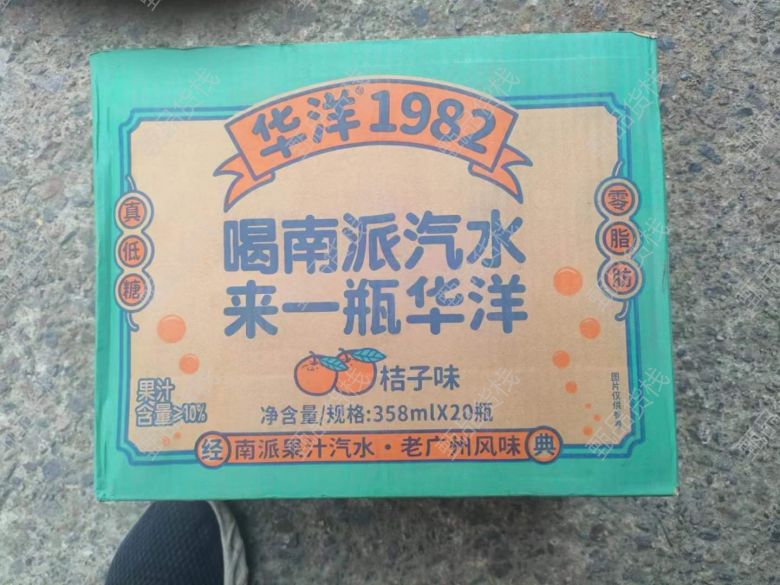 华洋1982
真低糖
零脂肪
喝南派汽水
来一瓶华洋
桔子味
果汁
含量≥10%
净含量/规格:358mlX20瓶
图片仅供参考
经 南派果汁汽水·老广州风味 典